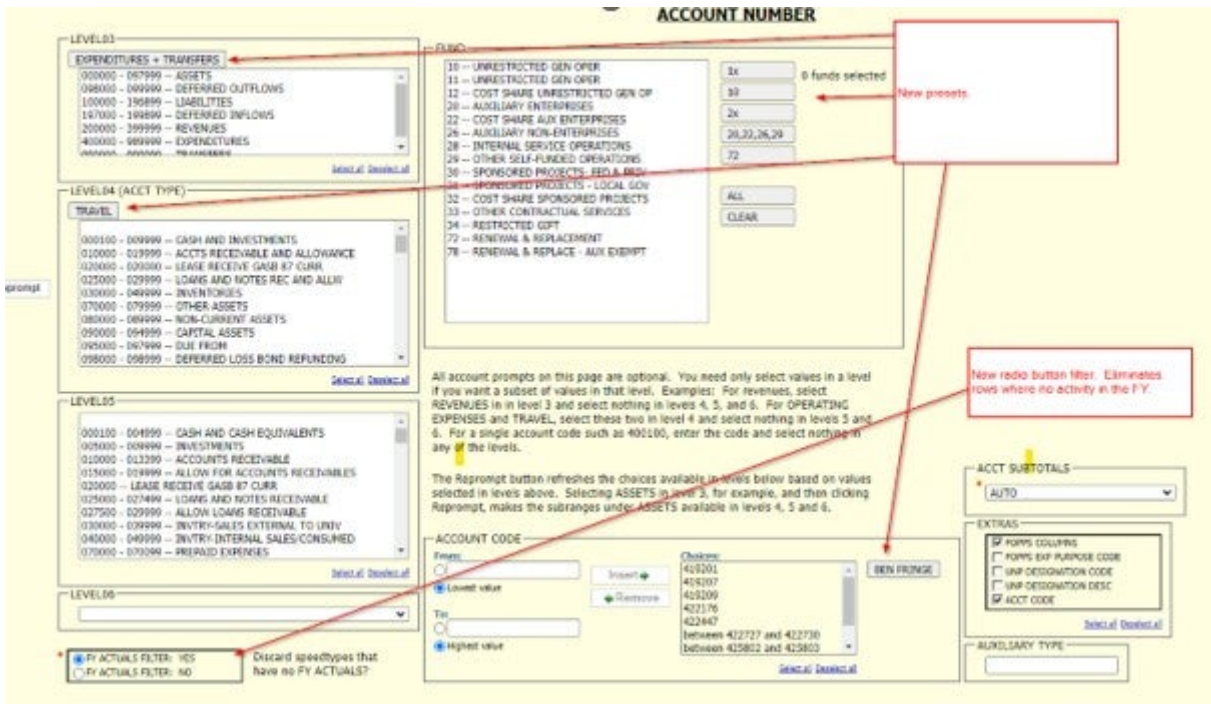 ACCOUNT NUMBER
LEVEL03
EXPENDITURES + TRANSFERS
000000 - 097999 -- ASSETS
098000 - 099999 -- DEFERRED OUTFLOWS
100000 - 196899 -- LIABILITIES
197000 - 199899 -- DEFERRED INFLOWS
200000 - 399999 -- REVENUES
400000 - 989999 -- EXPENDITURES
TRANSFERS
Select all Deselect all
FUND
10 -- UNRESTRICTED GEN OPER
11 -- UNRESTRICTED GEN OPER
12 -- COST SHARE UNRESTRICTED GEN OP
20 -- AUXILIARY ENTERPRISES
22 -- COST SHARE AUX ENTERPRISES
26 -- AUXILIARY NON-ENTERPRISES
28 -- INTERNAL SERVICE OPERATIONS
29 -- OTHER SELF-FUNDED OPERATIONS
30 -- SPONSORED PROJECTS- FED & PRIV
31 -- SPONSORED PROJECTS - LOCAL GOV
32 -- COST SHARE SPONSORED PROJECTS
33 -- OTHER CONTRACTUAL SERVICES
34 -- RESTRICTED GIFT
72 -- RENEWAL & REPLACEMENT
78 -- RENEWAL & REPLACE - AUX EXEMPT
1x
10
2x
20,22,26,29
72
ALL
CLEAR
0 funds selected
New presets.
LEVEL04 (ACCT TYPE)
TRAVEL
000100 - 009999 -- CASH AND INVESTMENTS
010000 - 019999 -- ACCTS RECEIVABLE AND ALLOWANCE
020000 - 020000 -- LEASE RECEIVE GASB 87 CURR
025000 - 029999 -- LOANS AND NOTES REC AND ALLW
030000 - 049999 -- INVENTORIES
070000 - 079999 -- OTHER ASSETS
080000 - 089999 -- NON-CURRENT ASSETS
090000 - 094999 -- CAPITAL ASSETS
095000 - 097999 -- DUE FROM
098000 - 098999 -- DEFERRED LOSS BOND REFUNDING
Select all Deselect all
prompt
New radio button filter. Eliminates
rows where no activity in the FY.
All account prompts on this page are optional. You need only select values in a level
if you want a subset of values in that level. Examples: For revenues, select
REVENUES in in level 3 and select nothing in levels 4, 5, and 6. For OPERATING
EXPENSES and TRAVEL, select these two in level 4 and select nothing in levels 5 and
6. For a single account code such as 400100, enter the code and select nothing in
any of the levels.
The Reprompt button refreshes the choices available in levels below based on values
selected in levels above. Selecting ASSETS in level 3, for example, and then clicking
Reprompt, makes the subranges under ASSETS available in levels 4, 5 and 6.
LEVEL05
000100 - 004999 -- CASH AND CASH EQUIVALENTS
005000 - 009999 -- INVESTMENTS
010000 - 013399 -- ACCOUNTS RECEIVABLE
015000 - 019999 -- ALLOW FOR ACCOUNTS RECEIVABLES
020000 -- LEASE RECEIVE GASB 87 CURR
025000 - 027499 -- LOANS AND NOTES RECEIVABLE
027500 - 029999 -- ALLOW LOANS RECEIVABLE
030000 - 039999 -- INVTRY-SALES EXTERNAL TO UNIV
040000 - 049999 -- INVTRY-INTERNAL SALES/CONSUMED
070000 - 070099 -- PREPAID EXPENSES
Select all Deselect all
LEVEL06
FY ACTUALS FILTER: YES
FY ACTUALS FILTER: NO
Discard speedtypes that
have no FY ACTUALS?
ACCOUNT CODE
From:
Lowest value
To:
Highest value
Insert
Remove
Choices:
419201
419207
419209
422176
422447
between 422727 and 422730
between 425802 and 425803
Select all Deselect all
BEN FRINGE
ACCT SUBTOTALS
AUTO
EXTRAS
FOPPS COLUMNS
FOPPS EXP PURPOSE CODE
UNP DESIGNATION CODE
UNP DESIGNATION DESC
ACCT CODE
Select all Deselect all
AUXILIARY TYPE